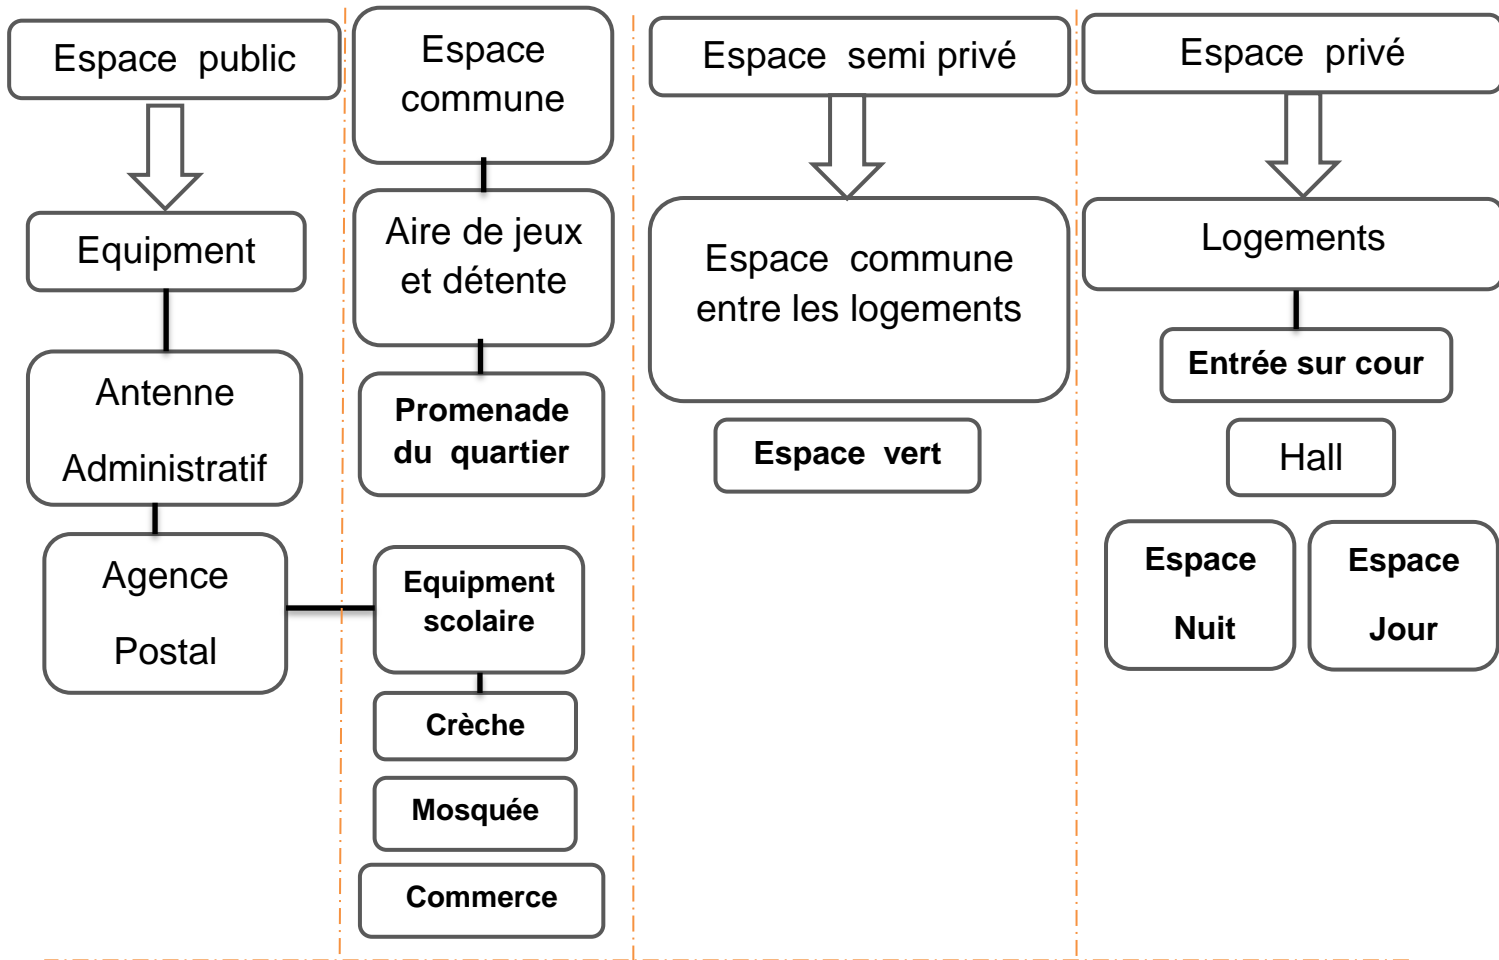 Espace public
Equipment
Antenne
Administratif
Agence
Postal
Espace
commune
Aire de jeux
et détente
Promenade
du quartier
Equipment
scolaire
Crèche
Mosquée
Commerce
Espace semi privé
Espace commune
entre les logements
Espace vert
Espace privé
Logements
Entrée sur cour
Hall
Espace
Nuit
Espace
Jour